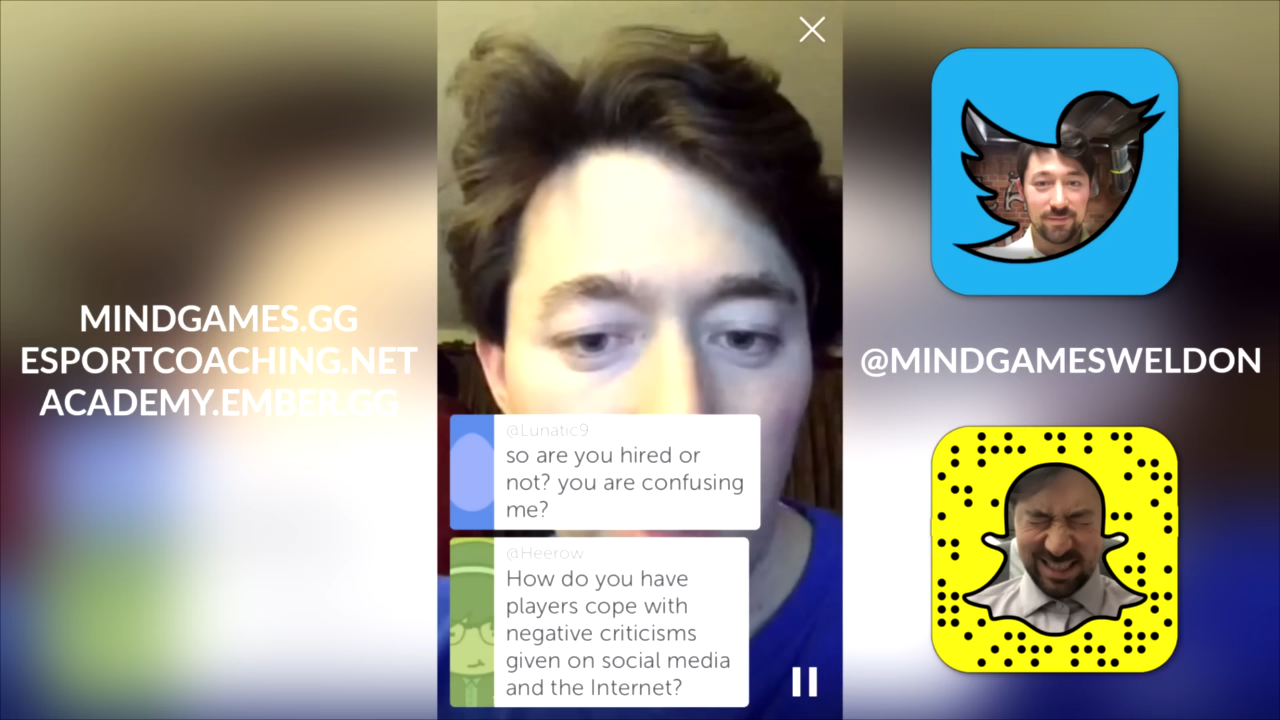 MINDGAMES.GG
ESPORTCOACHING.NET
ACADEMY.EMBER.GG
@Lunatic9
so are you hired or
not? you are confusing
me?
@Heerow
How do you have
players cope with
negative criticisms
given on social media
and the Internet?
@MINDGAMESWELDON